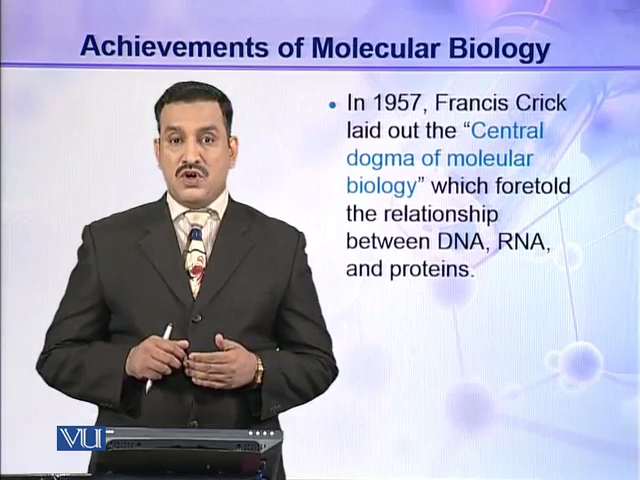 Achievements of Molecular Biology
• In 1957, Francis Crick
laid out the “Central
dogma of moleular
biology” which foretold
the relationship
between DNA, RNA,
and proteins.
VU